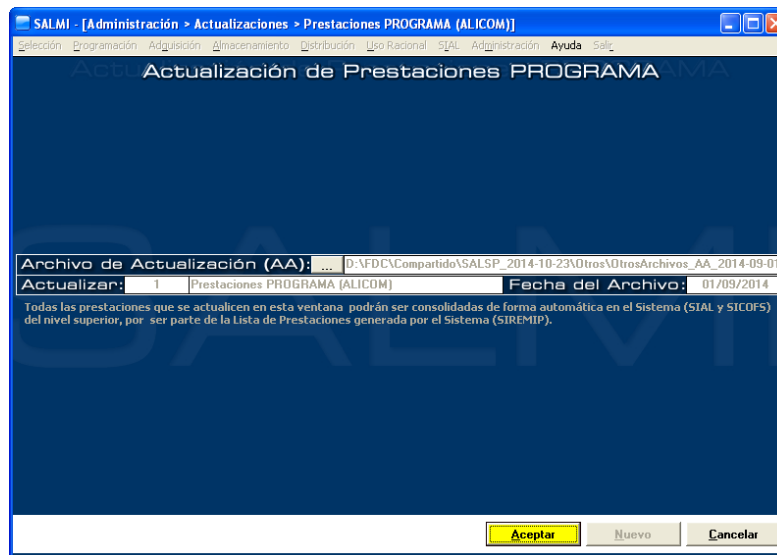 SALMI - [Administración > Actualizaciones > Prestaciones PROGRAMA (ALICOM)]
Selección Programación Adquisición Almacenamiento Distribución Uso Racional SIAL Administración Ayuda Salir
Actualización de Prestaciones PROGRAMA
Archivo de Actualización (AA): ... D:\FDC\Compartido\SALSP_2014-10-23\Otros\OtrosArchivos_AA_2014-09-01
Actualizar: 1 Prestaciones PROGRAMA (ALICOM) Fecha del Archivo: 01/09/2014
Todas las prestaciones que se actualicen en esta ventana podrán ser consolidadas de forma automática en el Sistema (SIAL y SICOFS)
del nivel superior, por ser parte de la Lista de Prestaciones generada por el Sistema (SIREMIP).
SALMI
Aceptar Nuevo Cancelar